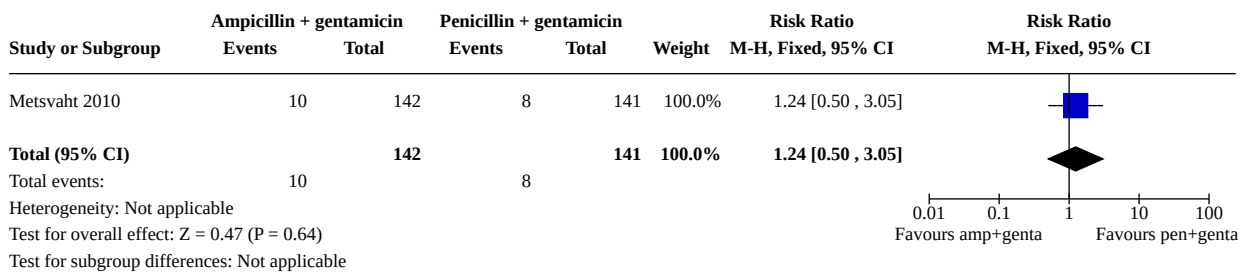 Ampicillin + gentamicin Penicillin + gentamicin Risk Ratio Risk Ratio
Study or Subgroup Events Total Events Total Weight M-H, Fixed, 95% CI M-H, Fixed, 95% CI
Metsvaht 2010 10 142 8 141 100.0% 1.24 [0.50 , 3.05]
Total (95% CI) 142 141 100.0% 1.24 [0.50 , 3.05]
Total events: 10 8
Heterogeneity: Not applicable
0.01 0.1 1 10 100
Test for overall effect: Z = 0.47 (P = 0.64) Favours amp+genta Favours pen+genta
Test for subgroup differences: Not applicable